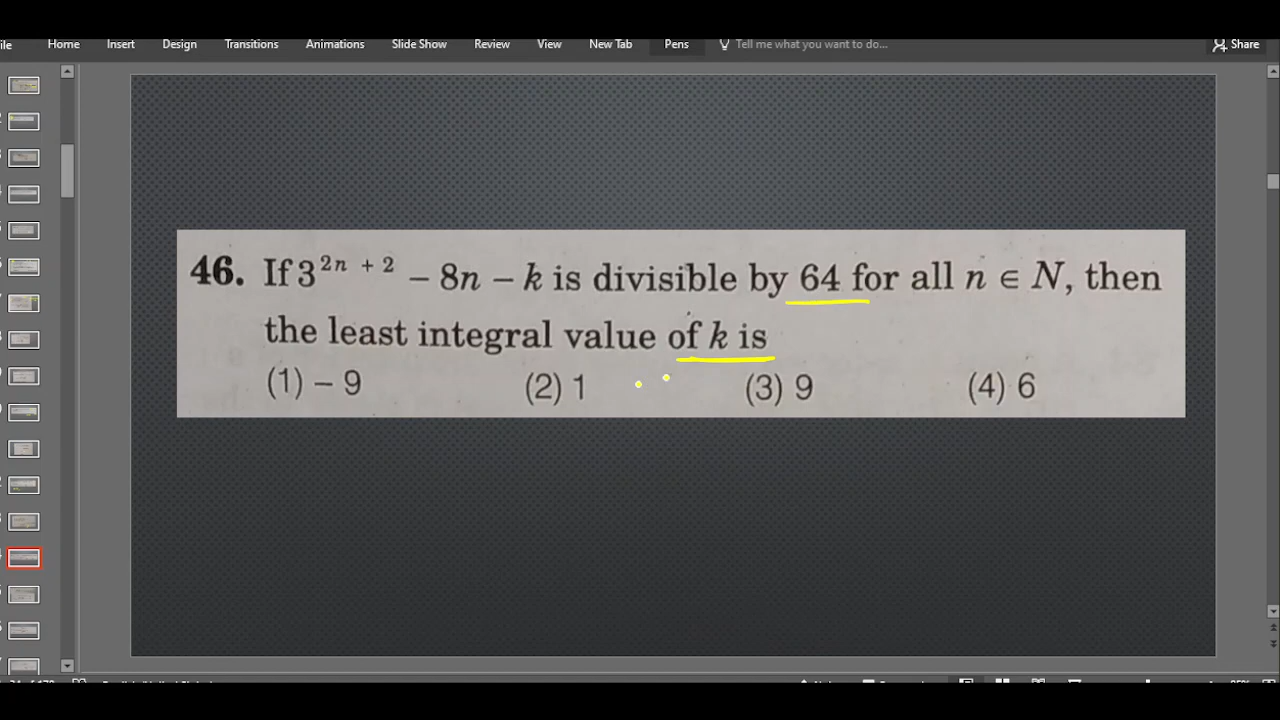 ile Home Insert Design Transitions Animations Slide Show Review View New Tab Pens Tell me what you want to do... Share
46. If 3^{2n + 2} – 8n – k is divisible by 64 for all n ∈ N, then
the least integral value of k is
(1) – 9 (2) 1 (3) 9 (4) 6